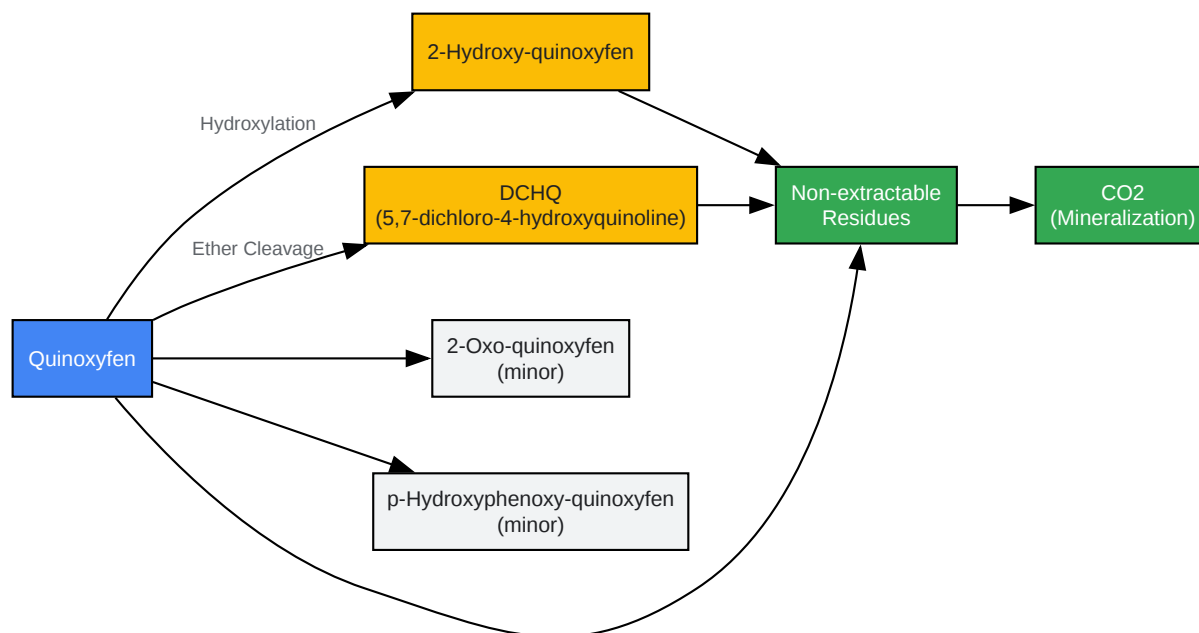 2-Hydroxy-quinoxyfen
Hydroxylation
DCHQ
(5,7-dichloro-4-hydroxyquinoline)
Non-extractable
Residues
CO2
(Mineralization)
Ether Cleavage
Quinoxyfen
2-Oxo-quinoxyfen
(minor)
p-Hydroxyphenoxy-quinoxyfen
(minor)